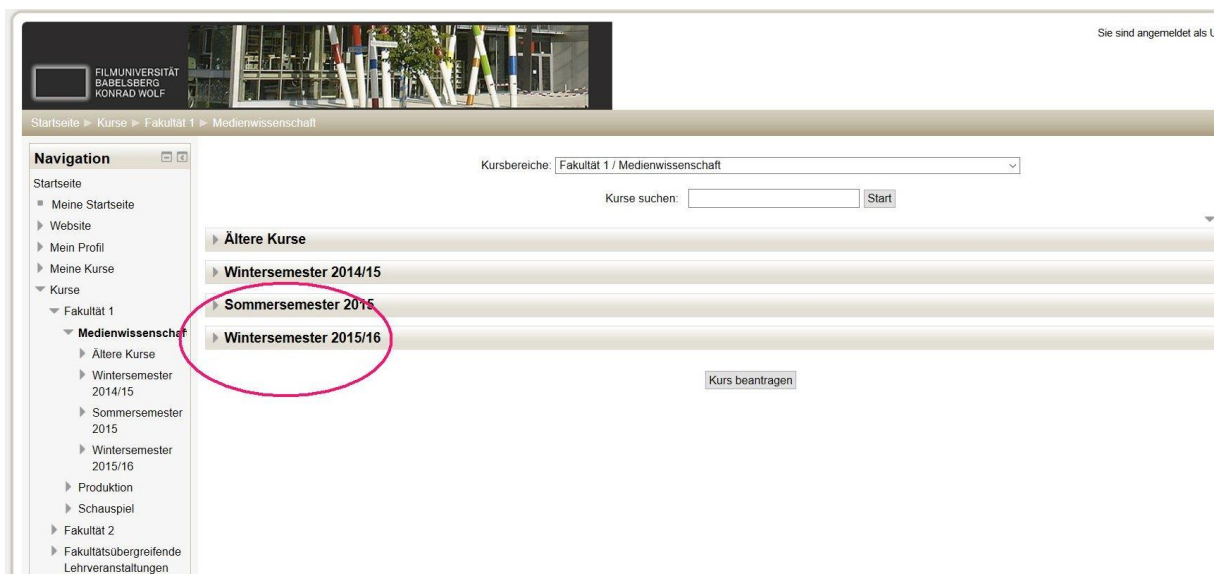 Sie sind angemeldet als U
FILMUNIVERSITÄT
BABELSBERG
KONRAD WOLF
Startseite ► Kurse ► Fakultät 1 ► Medienwissenschaft
Navigation
Startseite
Meine Startseite
Website
Mein Profil
Meine Kurse
Kurse
Fakultät 1
Medienwissenschaf
Ältere Kurse
Wintersemester
2014/15
Sommersemester
2015
Wintersemester
2015/16
Produktion
Schauspiel
Fakultät 2
Fakultätsübergreifende
Lehrveranstaltungen
Kursbereiche: Fakultät 1 / Medienwissenschaft
Kurse suchen: Start
Ältere Kurse
Wintersemester 2014/15
Sommersemester 2015
Wintersemester 2015/16
Kurs beantragen